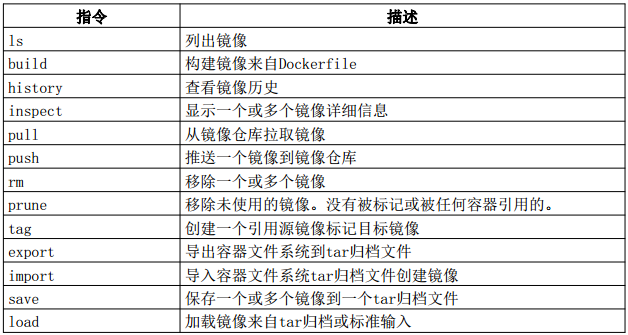 指令 描述
ls 列出镜像
build 构建镜像来自Dockerfile
history 查看镜像历史
inspect 显示一个或多个镜像详细信息
pull 从镜像仓库拉取镜像
push 推送一个镜像到镜像仓库
rm 移除一个或多个镜像
prune 移除未使用的镜像。没有被标记或被任何容器引用的。
tag 创建一个引用源镜像标记目标镜像
export 导出容器文件系统到tar归档文件
import 导入容器文件系统tar归档文件创建镜像
save 保存一个或多个镜像到一个tar归档文件
load 加载镜像来自tar归档或标准输入